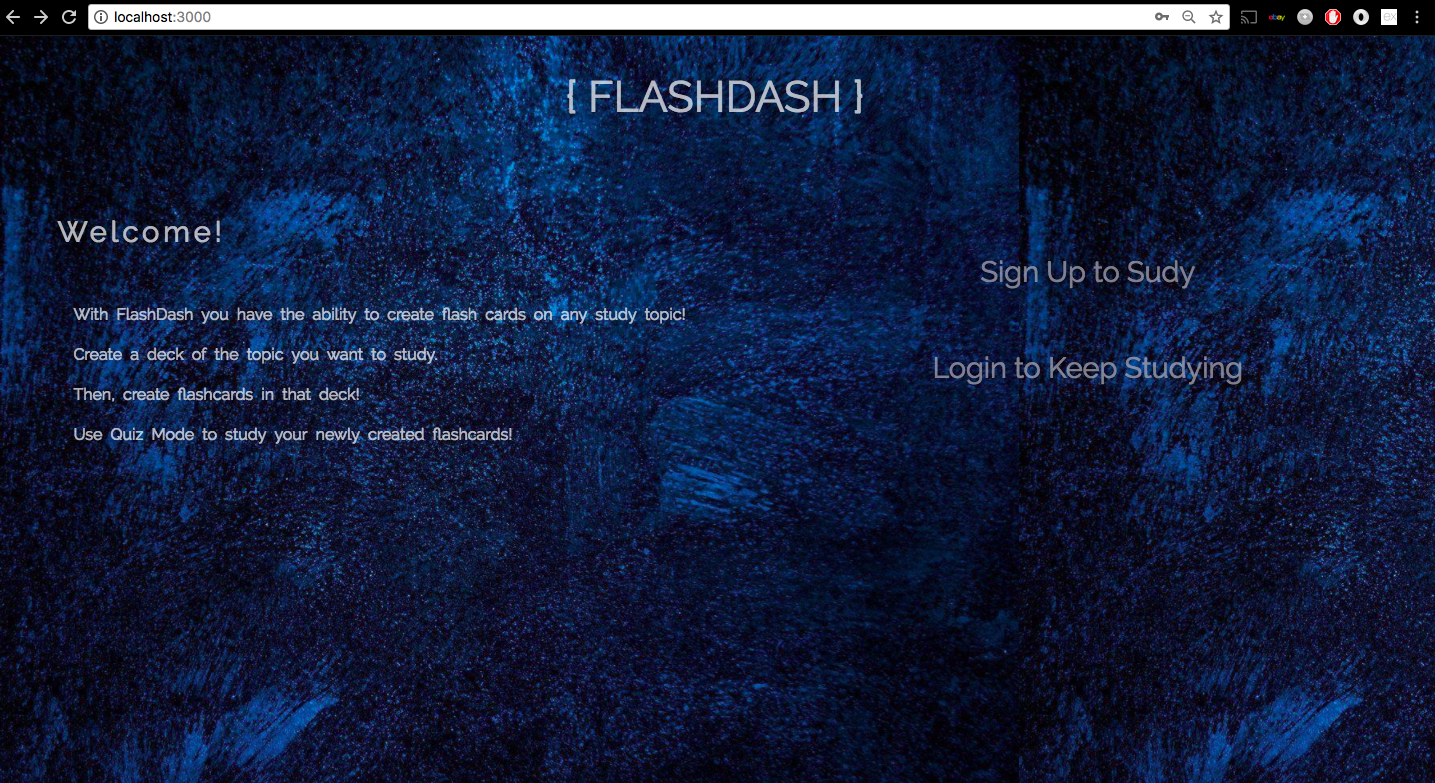 localhost:3000
ebay
{ FLASHDASH }
Welcome!
With FlashDash you have the ability to create flash cards on any study topic!
Create a deck of the topic you want to study.
Then, create flashcards in that deck!
Use Quiz Mode to study your newly created flashcards!
Sign Up to Sudy
Login to Keep Studying